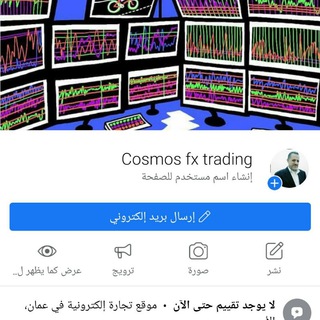 Cosmos fx trading
إنشاء اسم مستخدم للصفحة
إرسال بريد إلكتروني
نشر
صورة
ترويج
عرض كما يظهر ل...
لا يوجد تقييم حتى الآن • موقع تجارة إلكترونية في عمان،